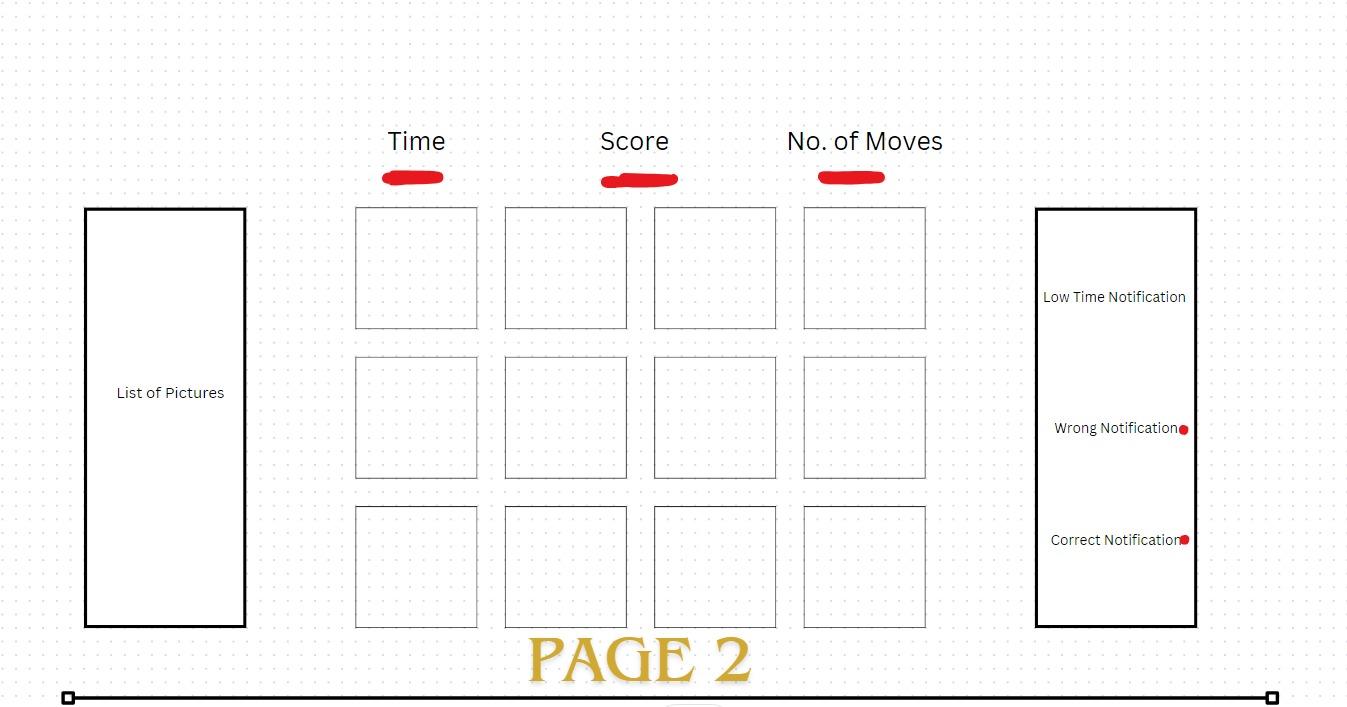 Time
Score
No. of Moves
List of Pictures
Low Time Notification
Wrong Notification
Correct Notification
PAGE 2